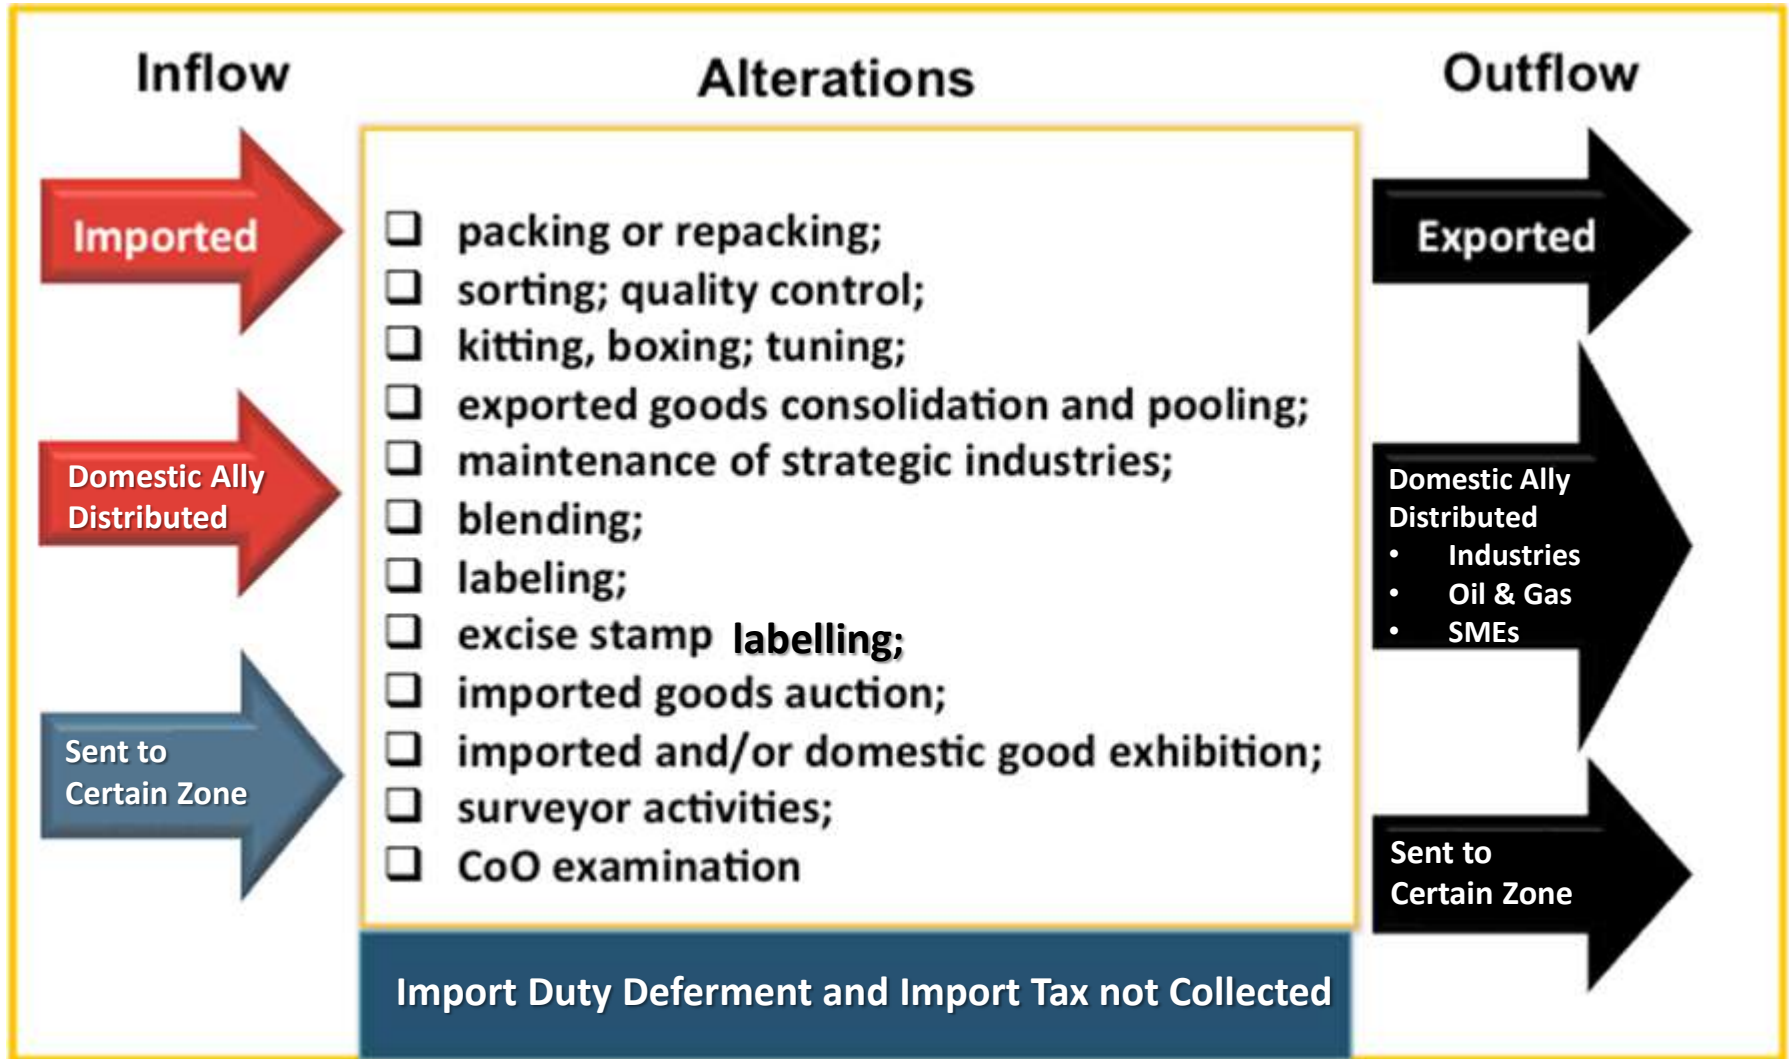 Inflow
Alterations
Outflow
Imported
Domestic Ally
Distributed
Sent to
Certain Zone
❑ packing or repacking;
❑ sorting; quality control;
❑ kitting, boxing; tuning;
❑ exported goods consolidation and pooling;
❑ maintenance of strategic industries;
❑ blending;
❑ labeling;
❑ excise stamp labelling;
❑ imported goods auction;
❑ imported and/or domestic good exhibition;
❑ surveyor activities;
❑ CoO examination
Import Duty Deferment and Import Tax not Collected
Exported
Domestic Ally
Distributed
• Industries
• Oil & Gas
• SMEs
Sent to
Certain Zone